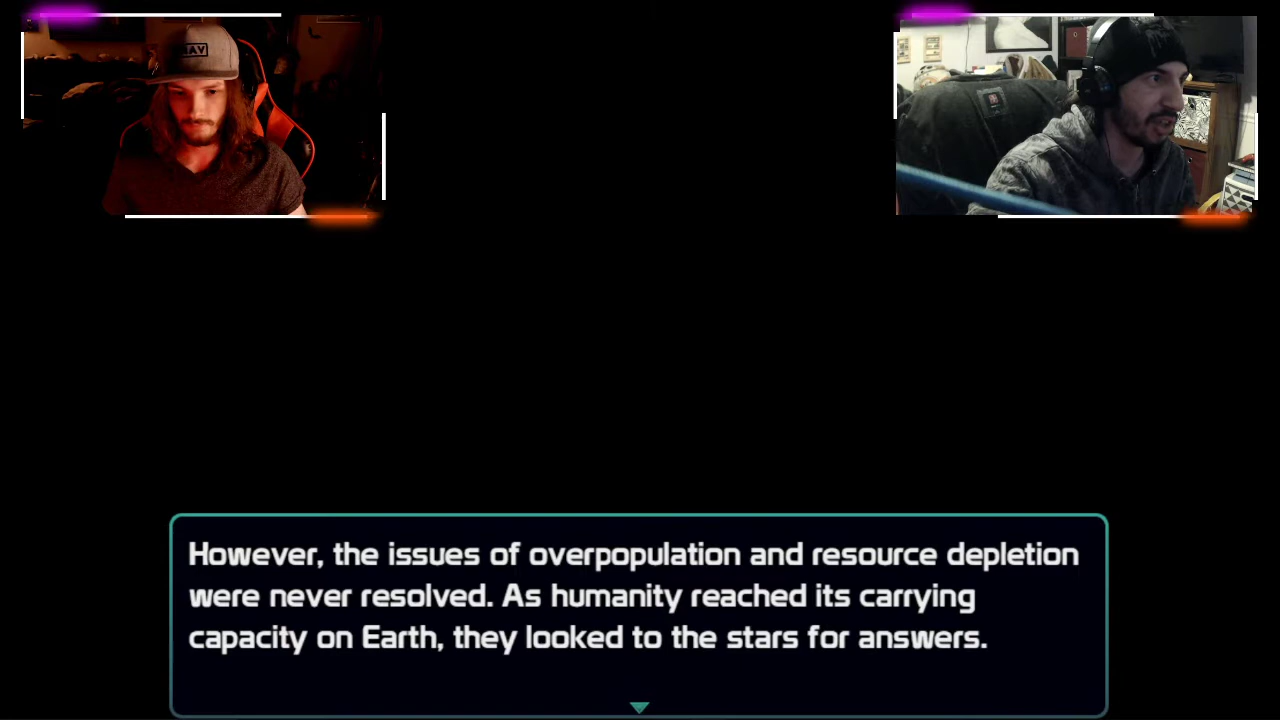 However, the issues of overpopulation and resource depletion
were never resolved. As humanity reached its carrying
capacity on Earth, they looked to the stars for answers.